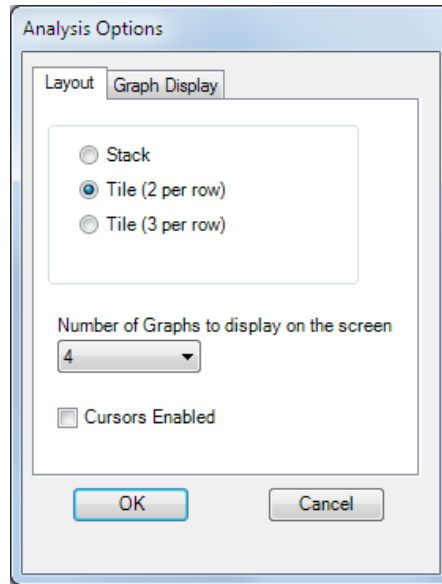 Analysis Options
Layout
Graph Display
Stack
Tile (2 per row)
Tile (3 per row)
Number of Graphs to display on the screen
4
Cursors Enabled
OK
Cancel